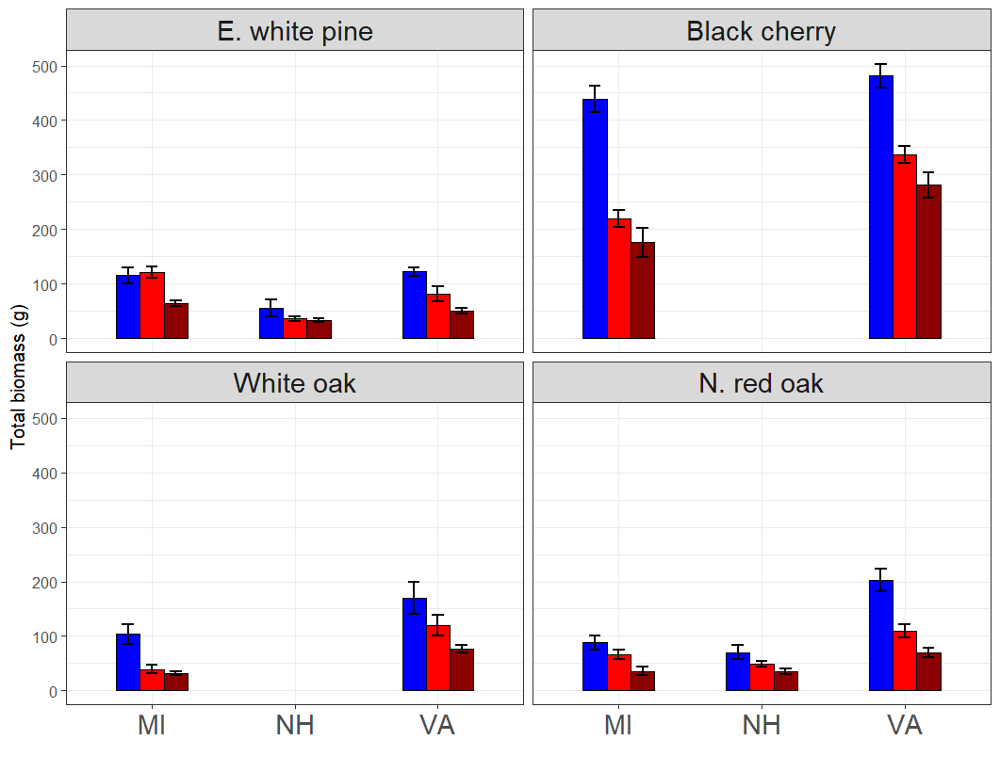 E. white pine
Black cherry
500
400
300
200
100
0
Total biomass (g)
White oak
N. red oak
500
400
300
200
100
0
MI NH VA
MI NH VA